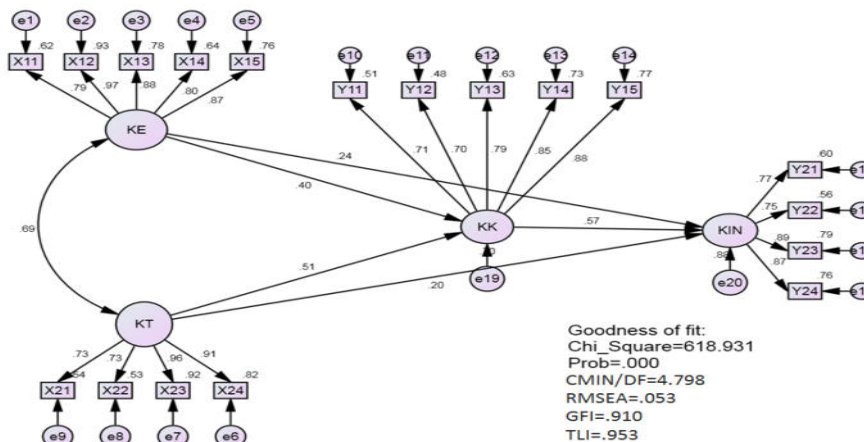 e1 e2 e3 e4 e5
.62 .93 .78 .64 .76
X11 X12 X13 X14 X15
.79 .97 .88 .80 .87
KE
e10 e11 e12 e13 e14
.51 .48 .63 .73 .77
Y11 Y12 Y13 Y14 Y15
.71 .70 .79 .85 .88
.24
.40
.69
KK
.57
e19
.51
.20
.60
.77 Y21
.56
.75 Y22
.79
.89 Y23
.76
.87 Y24
KIN
.88
e20
KT
.73 .73 .96 .91
.54 .53 .92 .82
X21 X22 X23 X24
e9 e8 e7 e6
Goodness of fit:
Chi_Square=618.931
Prob=.000
CMIN/DF=4.798
RMSEA=.053
GFI=.910
TLI=.953